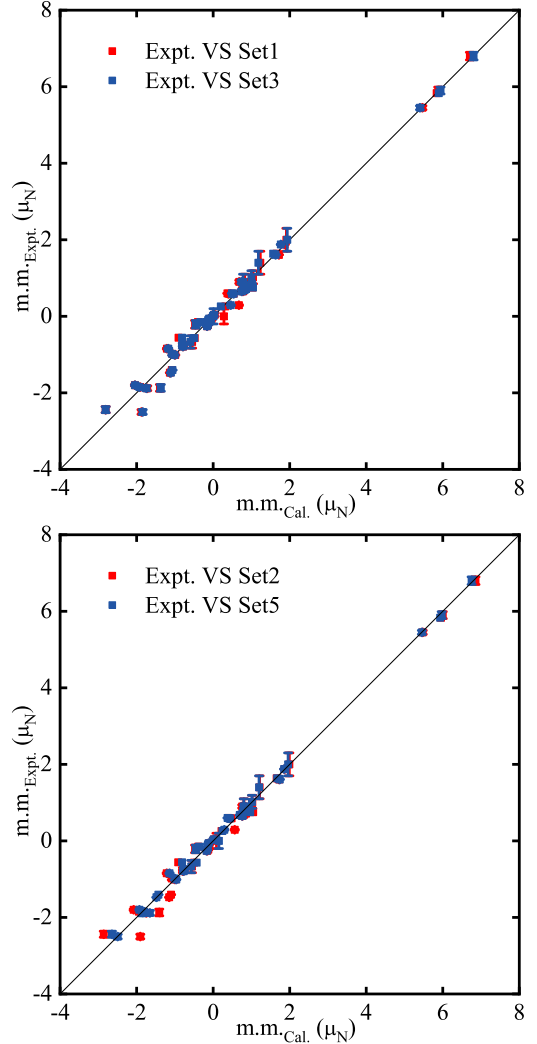 8
Expt. VS Set1
Expt. VS Set3
6
4
2
0
-2
-4
m.m.Expt. (μN)
-4 -2 0 2 4 6 8
m.m.Cal. (μN)
8
Expt. VS Set2
Expt. VS Set5
6
4
2
0
-2
-4
m.m.Expt. (μN)
-4 -2 0 2 4 6 8
m.m.Cal. (μN)